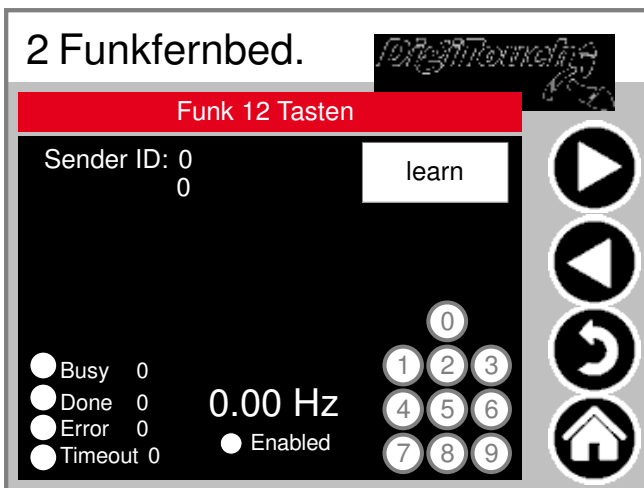 2 Funkfernbed.
DigiTouch
Funk 12 Tasten
Sender ID: 0
0
learn
0
Busy 0
1 2 3
Done 0
0.00 Hz
4 5 6
Error 0
Enabled
Timeout 0
7 8 9